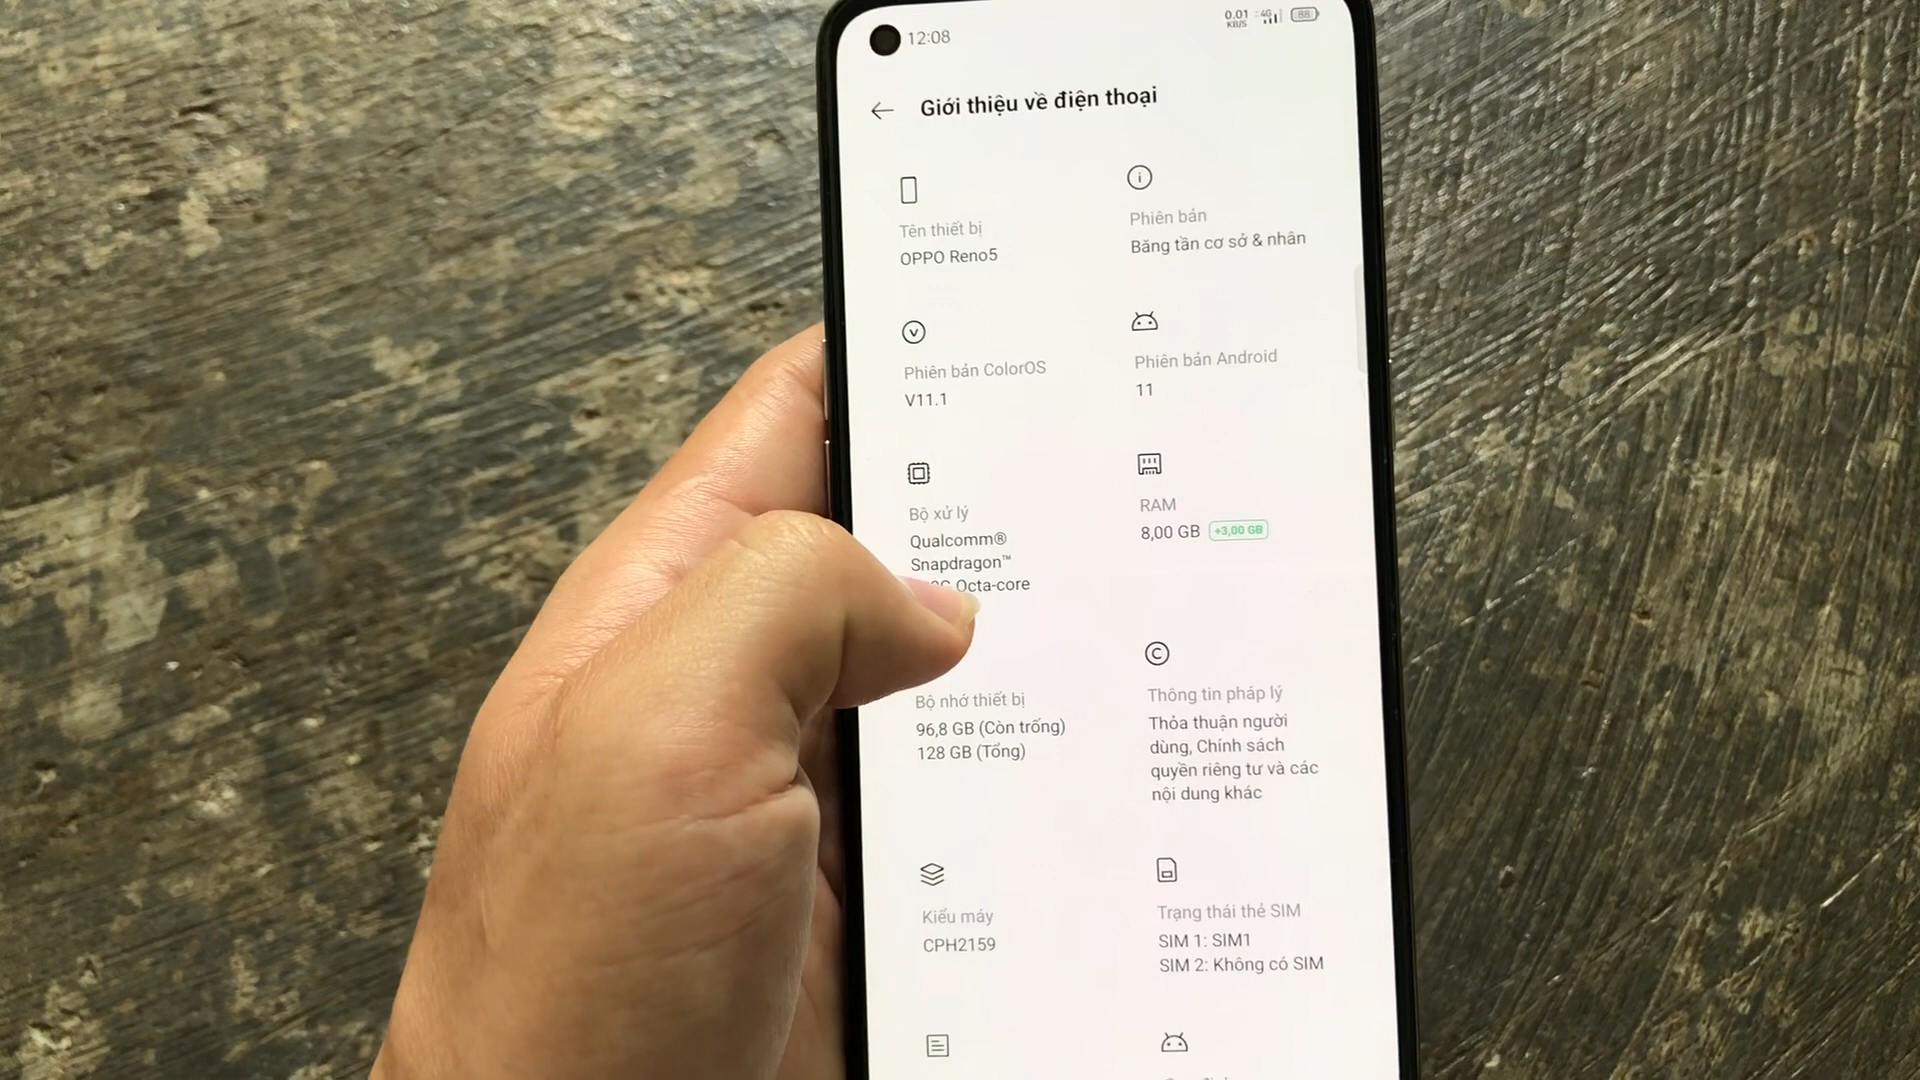 12:08
0.01 KB/S 4G 88
Giới thiệu về điện thoại
Tên thiết bị
OPPO Reno5
Phiên bản
Băng tần cơ sở & nhân
Phiên bản ColorOS
V11.1
Phiên bản Android
11
Bộ xử lý
Qualcomm®
Snapdragon™
Octa-core
RAM
8,00 GB +3,00 GB
Bộ nhớ thiết bị
96,8 GB (Còn trống)
128 GB (Tổng)
Thông tin pháp lý
Thỏa thuận người
dùng, Chính sách
quyền riêng tư và các
nội dung khác
Kiểu máy
CPH2159
Trạng thái thẻ SIM
SIM 1: SIM1
SIM 2: Không có SIM